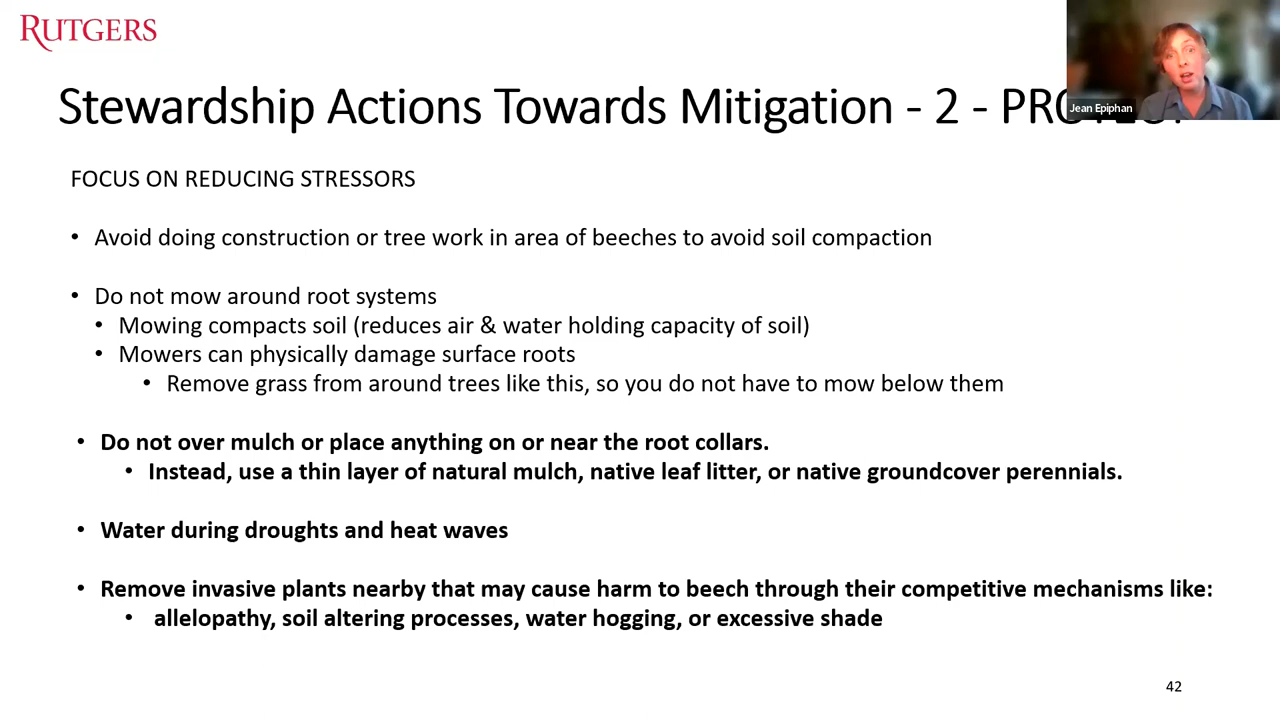 RUTGERS
Jean Epiphan
Stewardship Actions Towards Mitigation - 2 -
FOCUS ON REDUCING STRESSORS
• Avoid doing construction or tree work in area of beeches to avoid soil compaction
• Do not mow around root systems
• Mowing compacts soil (reduces air & water holding capacity of soil)
• Mowers can physically damage surface roots
• Remove grass from around trees like this, so you do not have to mow below them
• Do not over mulch or place anything on or near the root collars.
• Instead, use a thin layer of natural mulch, native leaf litter, or native groundcover perennials.
• Water during droughts and heat waves
• Remove invasive plants nearby that may cause harm to beech through their competitive mechanisms like:
• allelopathy, soil altering processes, water hogging, or excessive shade
42